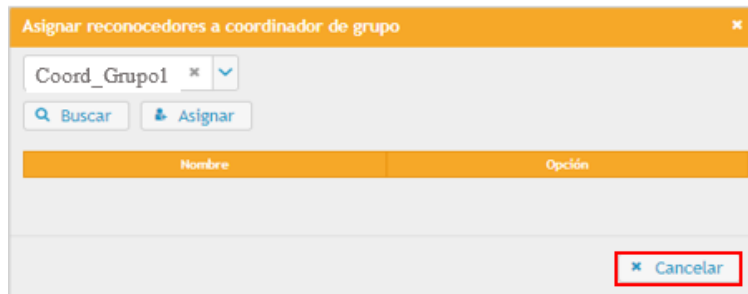 Asignar reconocedores a coordinador de grupo
Coord_Grupo1
Buscar Asignar
Nombre Opción
Cancelar